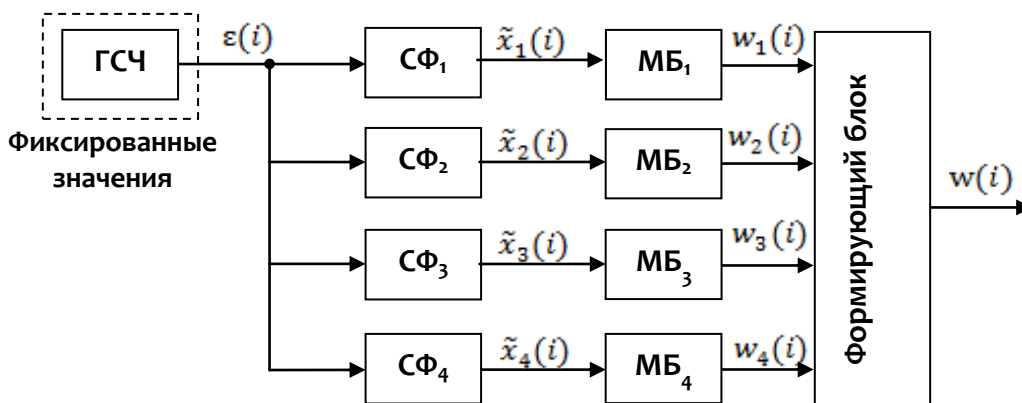 ГСЧ
ε(i)
Фиксированные
значения
СФ₁
x̃₁(i)
МБ₁
w₁(i)
СФ₂
x̃₂(i)
МБ₂
w₂(i)
СФ₃
x̃₃(i)
МБ₃
w₃(i)
СФ₄
x̃₄(i)
МБ₄
w₄(i)
Формирующий блок
w(i)